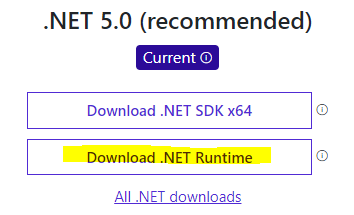 .NET 5.0 (recommended)
Current ⓘ
Download .NET SDK x64 ⓘ
Download .NET Runtime ⓘ
All .NET downloads